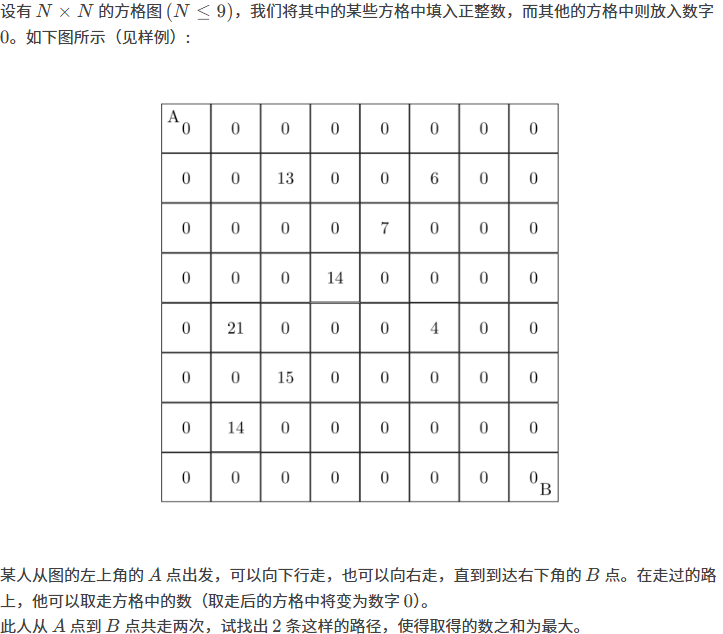 设有 N × N 的方格图 (N ≤ 9)，我们将其中的某些方格中填入正整数，而其他的方格中则放入数字
0。如下图所示（见样例）:
A 0 0 0 0 0 0 0 0
0 0 13 0 0 6 0 0
0 0 0 0 7 0 0 0
0 0 0 14 0 0 0 0
0 21 0 0 0 4 0 0
0 0 15 0 0 0 0 0
0 14 0 0 0 0 0 0
0 0 0 0 0 0 0 0 B
某人从图的左上角的 A 点出发，可以向下行走，也可以向右走，直到到达右下角的 B 点。在走过的路
上，他可以取走方格中的数（取走后的方格中将变为数字 0）。
此人从 A 点到 B 点共走两次，试找出 2 条这样的路径，使得取得的数之和为最大。